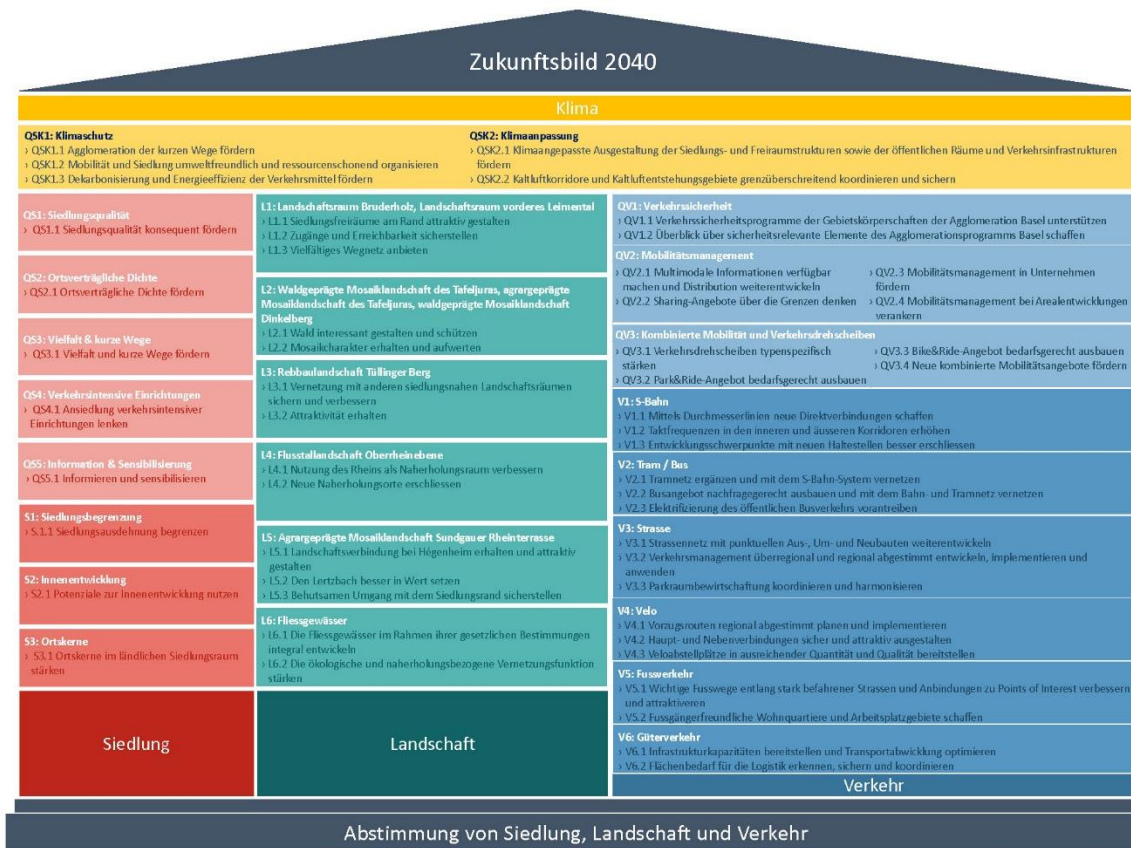 Zukunftsbild 2040
Klima
QSK1: Klimaschutz
› QSK1.1 Agglomeration der kurzen Wege fördern
› QSK1.2 Mobilität und Siedlung umweltfreundlich und ressourcenschonend organisieren
› QSK1.3 Dekarbonisierung und Energieeffizienz der Verkehrsmittel fördern
QSK2: Klimaanpassung
› QSK2.1 Klimaangepasste Ausgestaltung der Siedlungs- und Freiraumstrukturen sowie der öffentlichen Räume und Verkehrsinfrastrukturen
fördern
› QSK2.2 Kaltluftkorridore und Kaltluftentstehungsgebiete grenzüberschreitend koordinieren und sichern
QS1: Siedlungsqualität
› QS1.1 Siedlungsqualität konsequent fördern
QS2: Ortsverträgliche Dichte
› QS2.1 Ortsverträgliche Dichte fördern
QS3: Vielfalt & kurze Wege
› QS3.1 Vielfalt und kurze Wege fördern
QS4: Verkehrsintensive Einrichtungen
› QS4.1 Ansiedlung verkehrsintensiver
Einrichtungen lenken
QS5: Information & Sensibilisierung
› QS5.1 Informieren und sensibilisieren
S1: Siedlungsbegrenzung
› S.1.1 Siedlungsausdehnung begrenzen
S2: Innenentwicklung
› S2.1 Potenziale zur Innenentwicklung nutzen
S3: Ortskerne
› S3.1 Ortskerne im ländlichen Siedlungsraum
stärken
Siedlung
L1: Landschaftsraum Bruderholz, Landschaftsraum vorderes Leimental
› L1.1 Siedlungsfreiräume am Rand attraktiv gestalten
› L1.2 Zugänge und Erreichbarkeit sicherstellen
› L1.3 Vielfältiges Wegnetz anbieten
L2: Waldgeprägte Mosaiklandschaft des Tafeljuras, agrargeprägte
Mosaiklandschaft des Tafeljuras, waldgeprägte Mosaiklandschaft
Dinkelberg
› L2.1 Wald interessant gestalten und schützen
› L2.2 Mosaikcharakter erhalten und aufwerten
L3: Rebbaulandschaft Tüllinger Berg
› L3.1 Vernetzung mit anderen siedlungsnahen Landschaftsräumen
sichern und verbessern
› L3.2 Attraktivität erhalten
L4: Flusstallandschaft Oberrheinebene
› L4.1 Nutzung des Rheins als Naherholungsraum verbessern
› L4.2 Neue Naherholungsorte erschliessen
L5: Agrargeprägte Mosaiklandschaft Sundgauer Rheinterrasse
› L5.1 Landschaftsverbindung bei Hégenheim erhalten und attraktiv
gestalten
› L5.2 Den Lertzbach besser in Wert setzen
› L5.3 Behutsamen Umgang mit dem Siedlungsrand sicherstellen
L6: Fliessgewässer
› L6.1 Die Fliessgewässer im Rahmen ihrer gesetzlichen Bestimmungen
integral entwickeln
› L6.2 Die ökologische und naherholungsbezogene Vernetzungsfunktion
stärken
Landschaft
QV1: Verkehrssicherheit
› QV1.1 Verkehrssicherheitsprogramme der Gebietskörperschaften der Agglomeration Basel unterstützen
› QV1.2 Überblick über sicherheitsrelevante Elemente des Agglomerationsprogramms Basel schaffen
QV2: Mobilitätsmanagement
› QV2.1 Multimodale Informationen verfügbar
machen und Distribution weiterentwickeln
› QV2.2 Sharing-Angebote über die Grenzen denken
› QV2.3 Mobilitätsmanagement in Unternehmen
fördern
› QV2.4 Mobilitätsmanagement bei Arealentwicklungen
verankern
QV3: Kombinierte Mobilität und Verkehrsdrehscheiben
› QV3.1 Verkehrsdrehscheiben typenspezifisch
stärken
› QV3.2 Park&Ride-Angebot bedarfsgerecht ausbauen
› QV3.3 Bike&Ride-Angebot bedarfsgerecht ausbauen
› QV3.4 Neue kombinierte Mobilitätsangebote fördern
V1: S-Bahn
› V1.1 Mittels Durchmesserlinien neue Direktverbindungen schaffen
› V1.2 Taktfrequenzen in den inneren und äusseren Korridoren erhöhen
› V1.3 Entwicklungsschwerpunkte mit neuen Haltestellen besser erschliessen
V2: Tram / Bus
› V2.1 Tramnetz ergänzen und mit dem S-Bahn-System vernetzen
› V2.2 Busangebot nachfragegerecht ausbauen und mit dem Bahn- und Tramnetz vernetzen
› V2.3 Elektrifizierung des öffentlichen Busverkehrs vorantreiben
V3: Strasse
› V3.1 Strassennetz mit punktuellen Aus-, Um- und Neubauten weiterentwickeln
› V3.2 Verkehrsmanagement überregional und regional abgestimmt entwickeln, implementieren und
anwenden
› V3.3 Parkraumbewirtschaftung koordinieren und harmonisieren
V4: Velo
› V4.1 Vorzugsrouten regional abgestimmt planen und implementieren
› V4.2 Haupt- und Nebenverbindungen sicher und attraktiv ausgestalten
› V4.3 Veloabstellplätze in ausreichender Quantität und Qualität bereitstellen
V5: Fussverkehr
› V5.1 Wichtige Fusswege entlang stark befahrener Strassen und Anbindungen zu Points of Interest verbessern
und attraktiveren
› V5.2 Fussgängerfreundliche Wohnquartiere und Arbeitsplatzgebiete schaffen
V6: Güterverkehr
› V6.1 Infrastrukturkapazitäten bereitstellen und Transportabwicklung optimieren
› V6.2 Flächenbedarf für die Logistik erkennen, sichern und koordinieren
Verkehr
Abstimmung von Siedlung, Landschaft und Verkehr